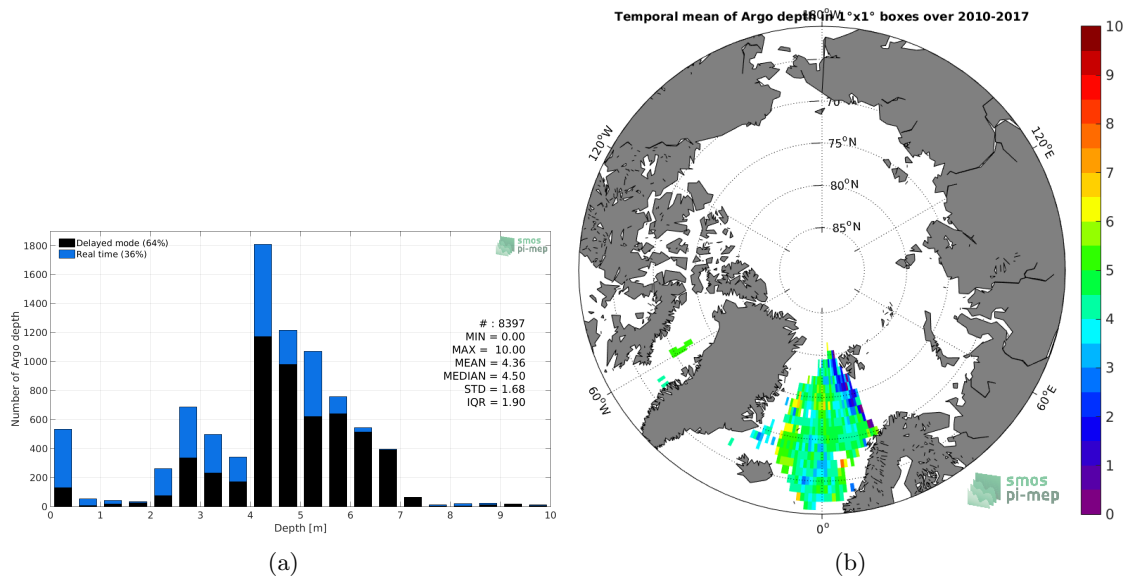 Temporal mean of Argo depth in 1°x1° boxes over 2010-2017
180°W
120°W
120°E
60°W
60°E
0°
70
75°N
80°N
85°N
10
9
8
7
6
5
4
3
2
1
0
smos
pi-mep
Delayed mode (64%)
Real time (36%)
smos
pi-mep
# : 8397
MIN = 0.00
MAX = 10.00
MEAN = 4.36
MEDIAN = 4.50
STD = 1.68
IQR = 1.90
Number of Argo depth
1800
1600
1400
1200
1000
800
600
400
200
0
0 1 2 3 4 5 6 7 8 9 10
Depth [m]
(a)
(b)